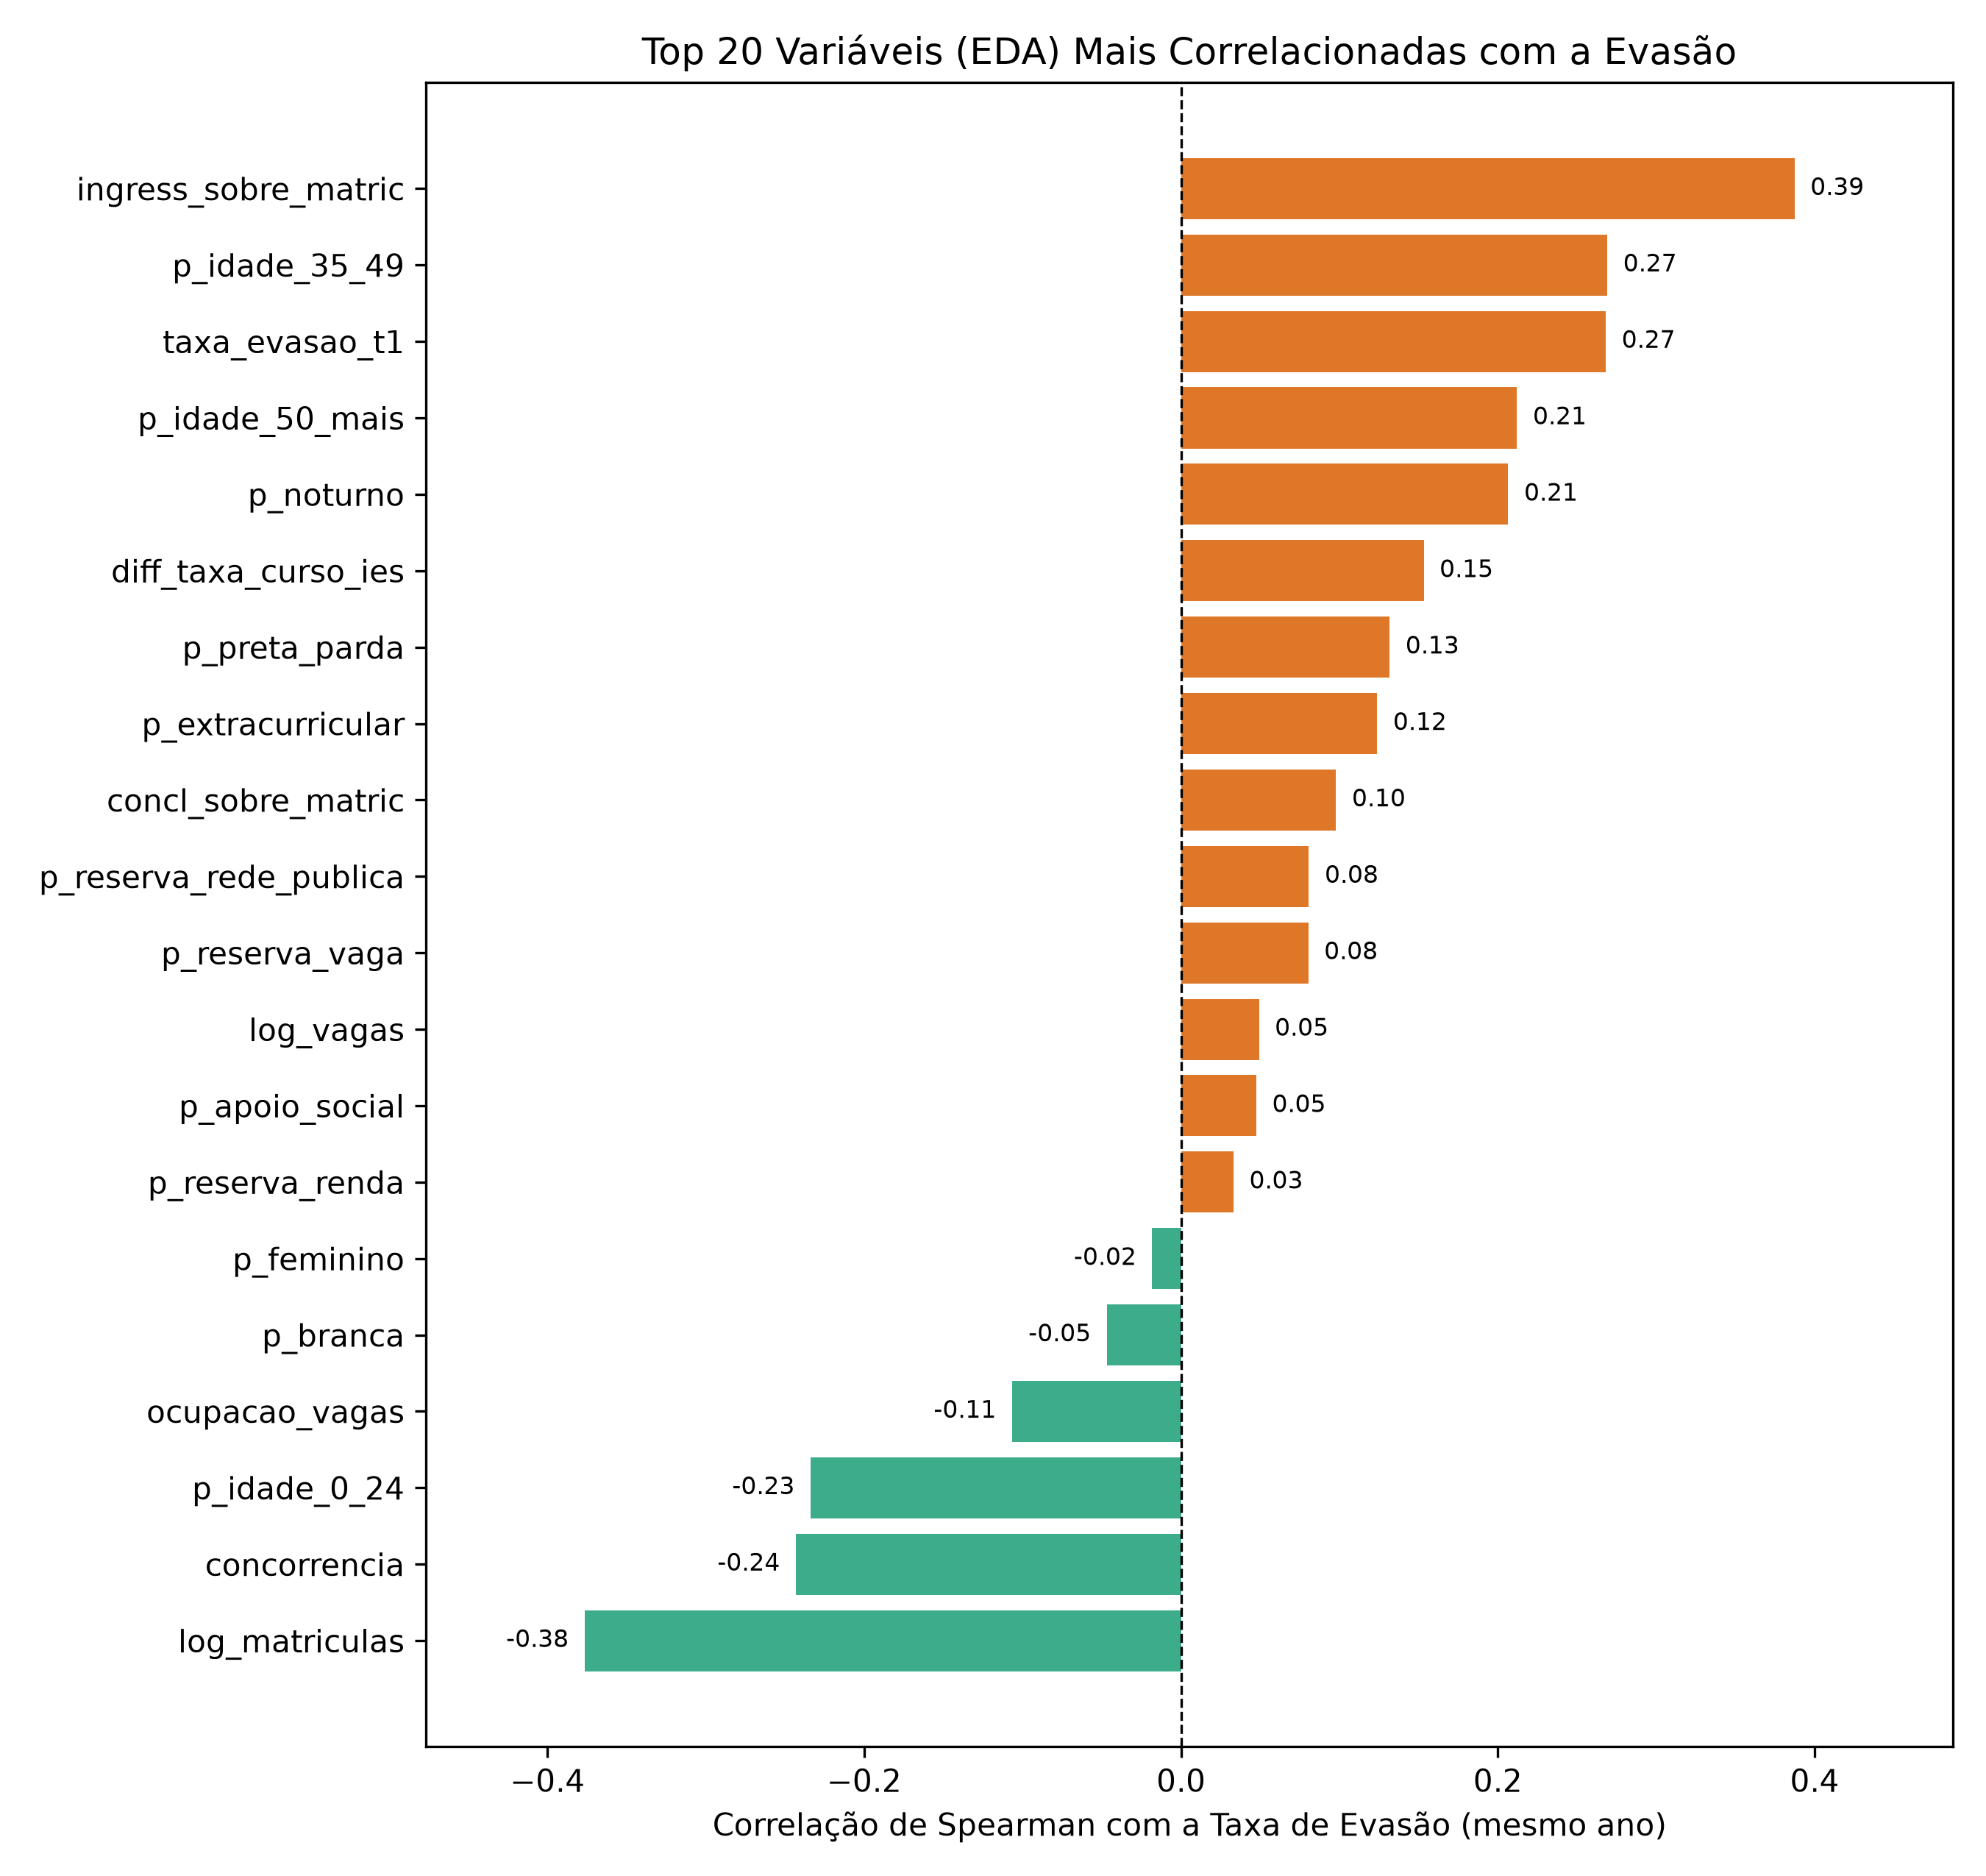 Top 20 Variáveis (EDA) Mais Correlacionadas com a Evasão
ingress_sobre_matric 0.39
p_idade_35_49 0.27
taxa_evasao_t1 0.27
p_idade_50_mais 0.21
p_noturno 0.21
diff_taxa_curso_ies 0.15
p_preta_parda 0.13
p_extracurricular 0.12
concl_sobre_matric 0.10
p_reserva_rede_publica 0.08
p_reserva_vaga 0.08
log_vagas 0.05
p_apoio_social 0.05
p_reserva_renda 0.03
p_feminino -0.02
p_branca -0.05
ocupacao_vagas -0.11
p_idade_0_24 -0.23
concorrencia -0.24
log_matriculas -0.38
−0.4 −0.2 0.0 0.2 0.4
Correlação de Spearman com a Taxa de Evasão (mesmo ano)